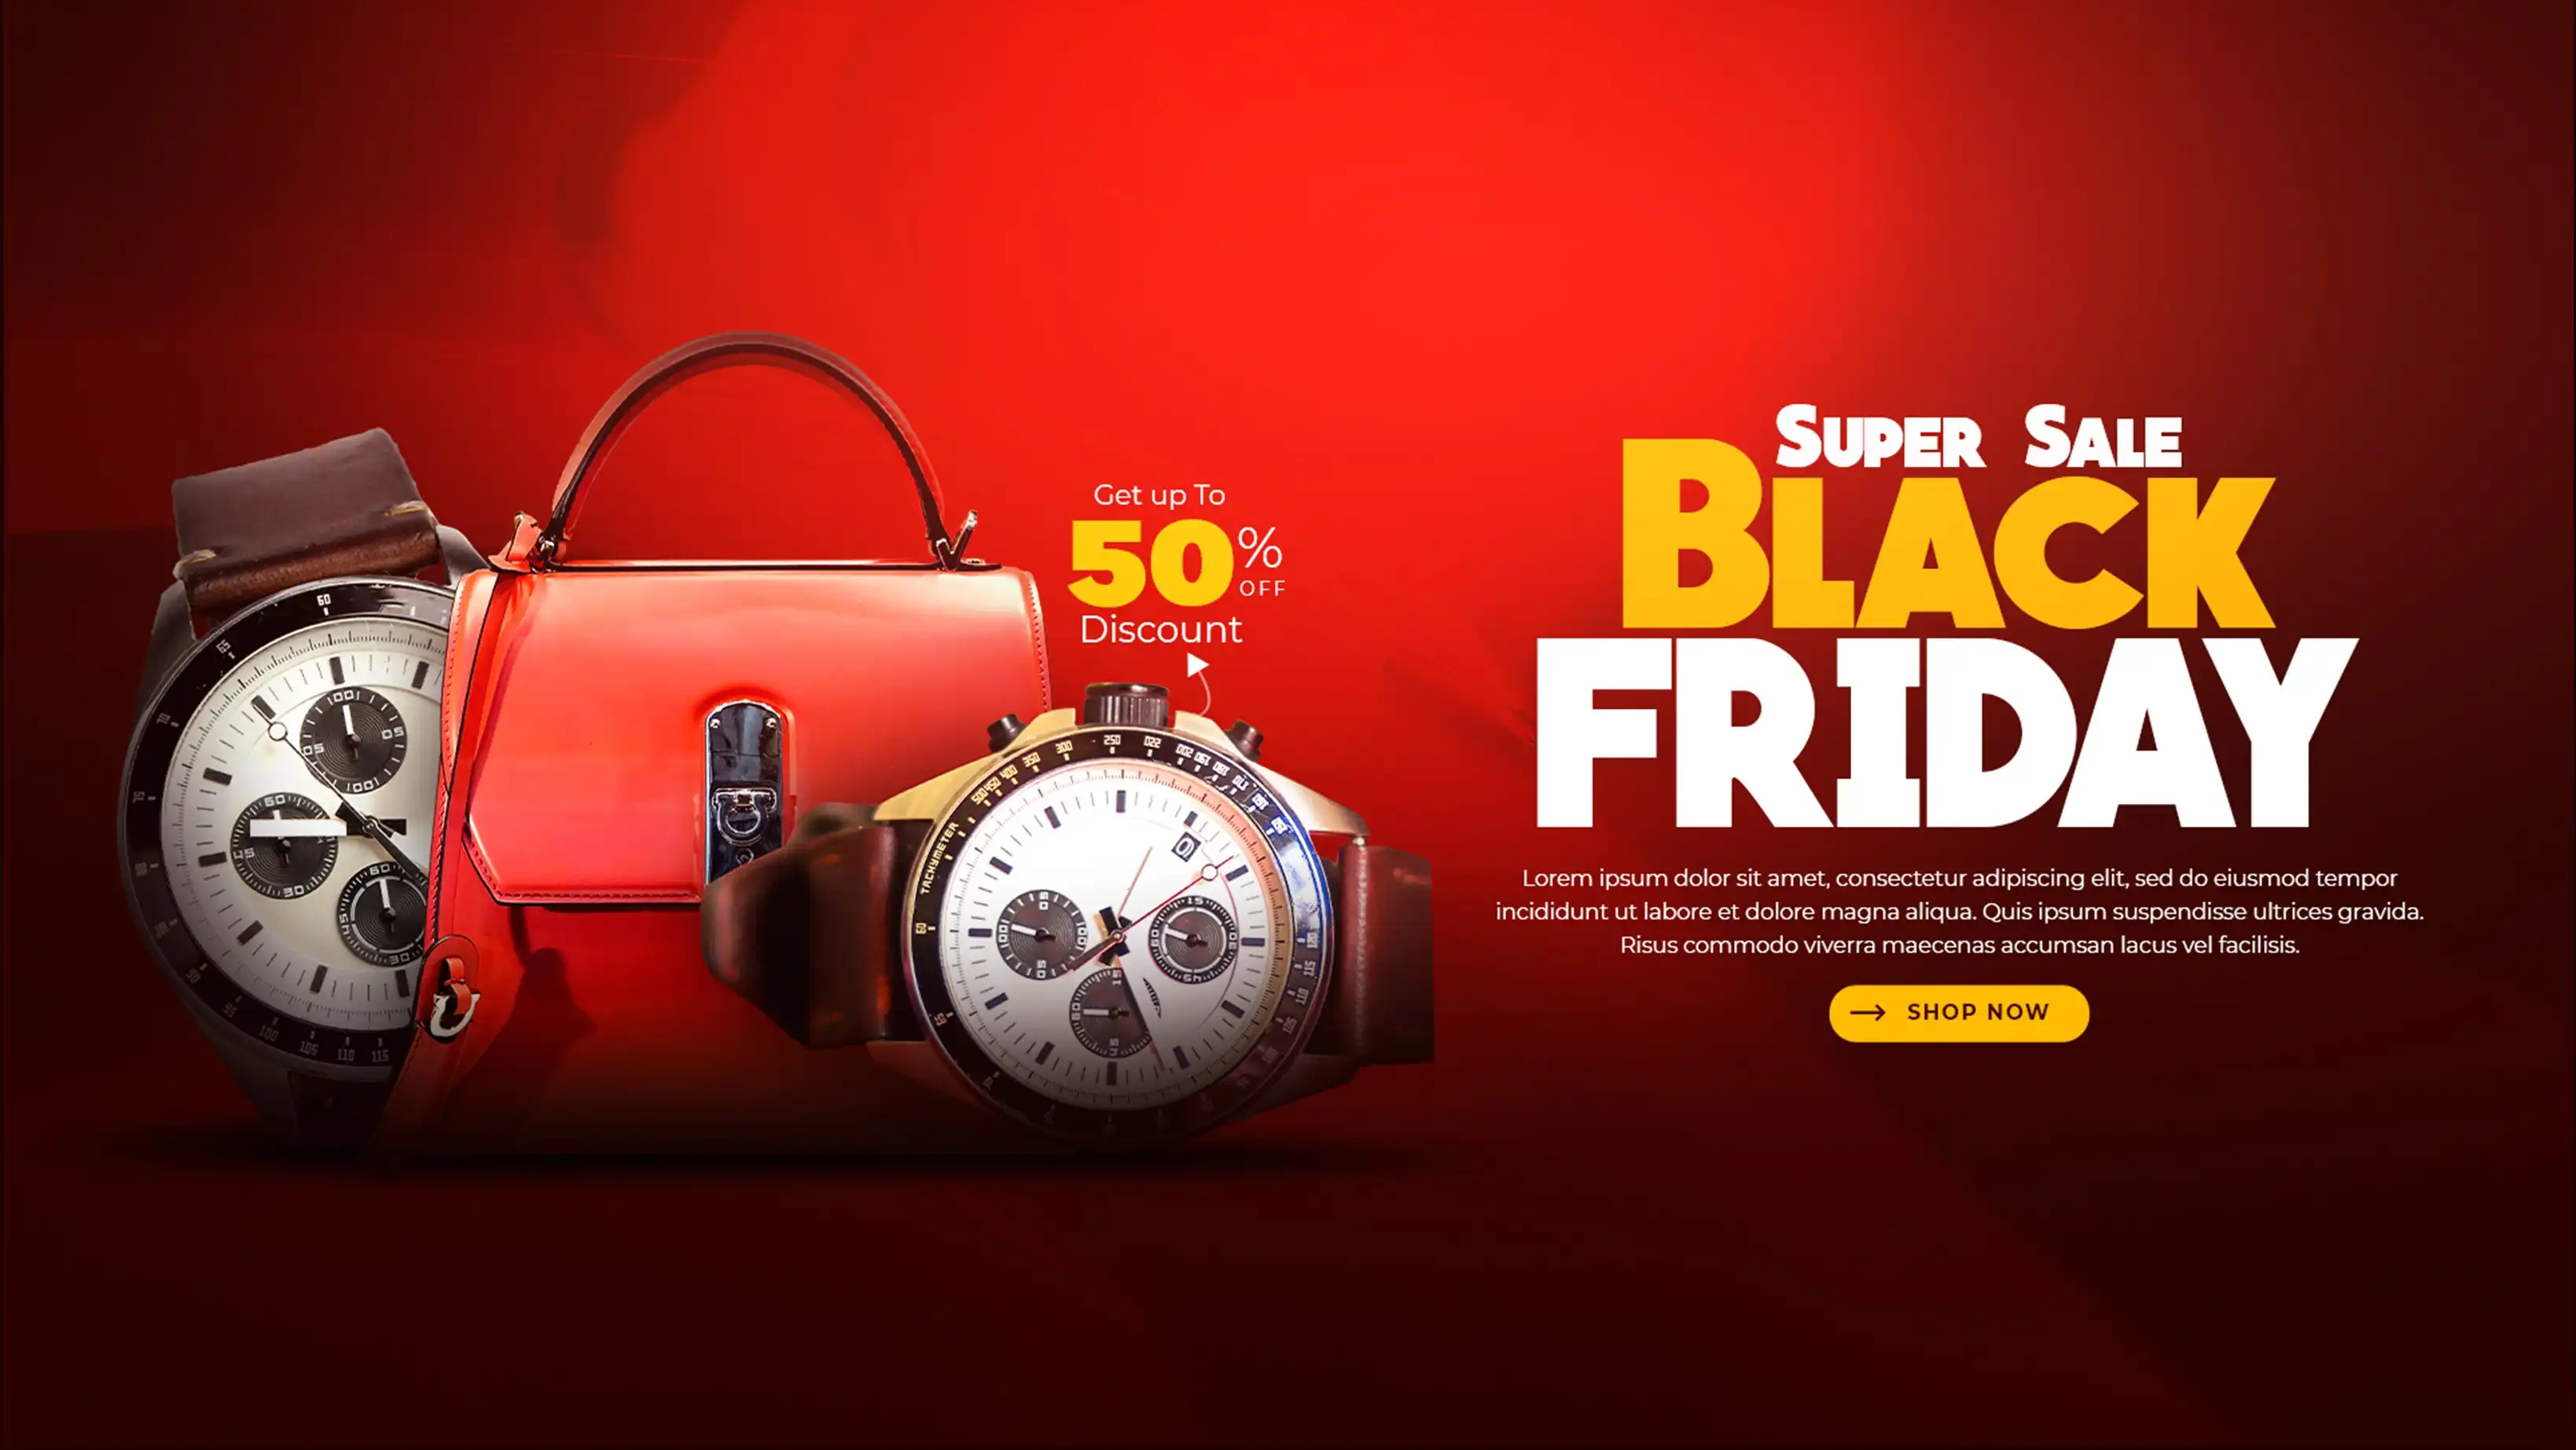 Get up To
50% OFF
Discount
SUPER SALE
BLACK
FRIDAY
Lorem ipsum dolor sit amet, consectetur adipiscing elit, sed do eiusmod tempor
incididunt ut labore et dolore magna aliqua. Quis ipsum suspendisse ultrices gravida.
Risus commodo viverra maecenas accumsan lacus vel facilisis.
→ SHOP NOW
TACHYMETER